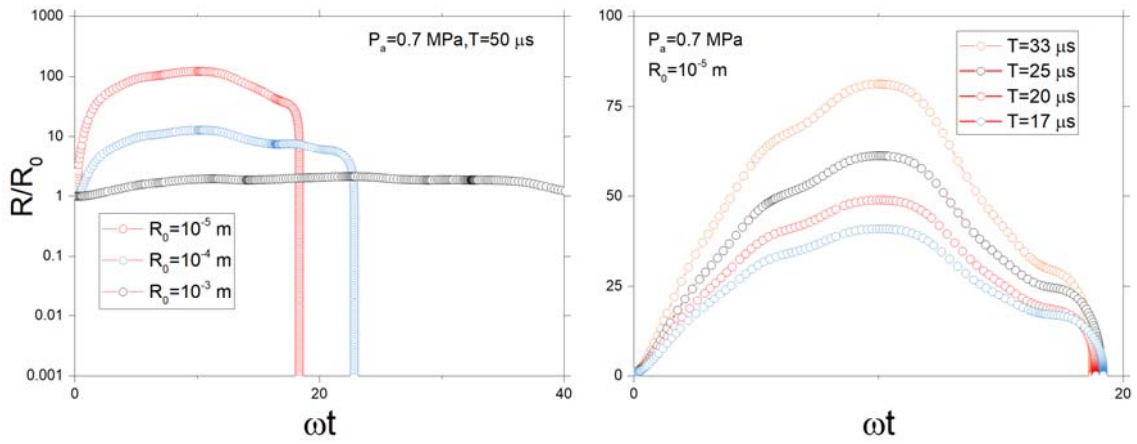 1000
100
10
1
0.1
0.01
0.001
R/R₀
Pₐ=0.7 MPa,T=50 μs
R₀=10⁻⁵ m
R₀=10⁻⁴ m
R₀=10⁻³ m
0 20 40
ωt
100
75
50
25
0
Pₐ=0.7 MPa
R₀=10⁻⁵ m
T=33 μs
T=25 μs
T=20 μs
T=17 μs
0 20
ωt